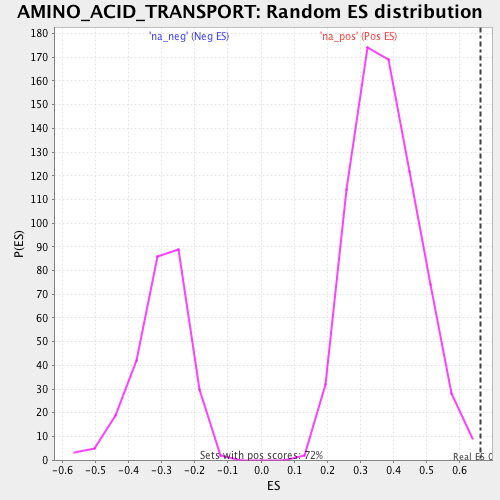 AMINO_ACID_TRANSPORT: Random ES distribution
'na_neg' (Neg ES) 'na_pos' (Pos ES)
180
170
160
150
140
130
120
110
100
90
80
70
60
50
40
30
20
10
0
P(ES)
Sets with pos scores: 72%
Real ES 0
-0.6 -0.5 -0.4 -0.3 -0.2 -0.1 0.0 0.1 0.2 0.3 0.4 0.5 0.6
ES